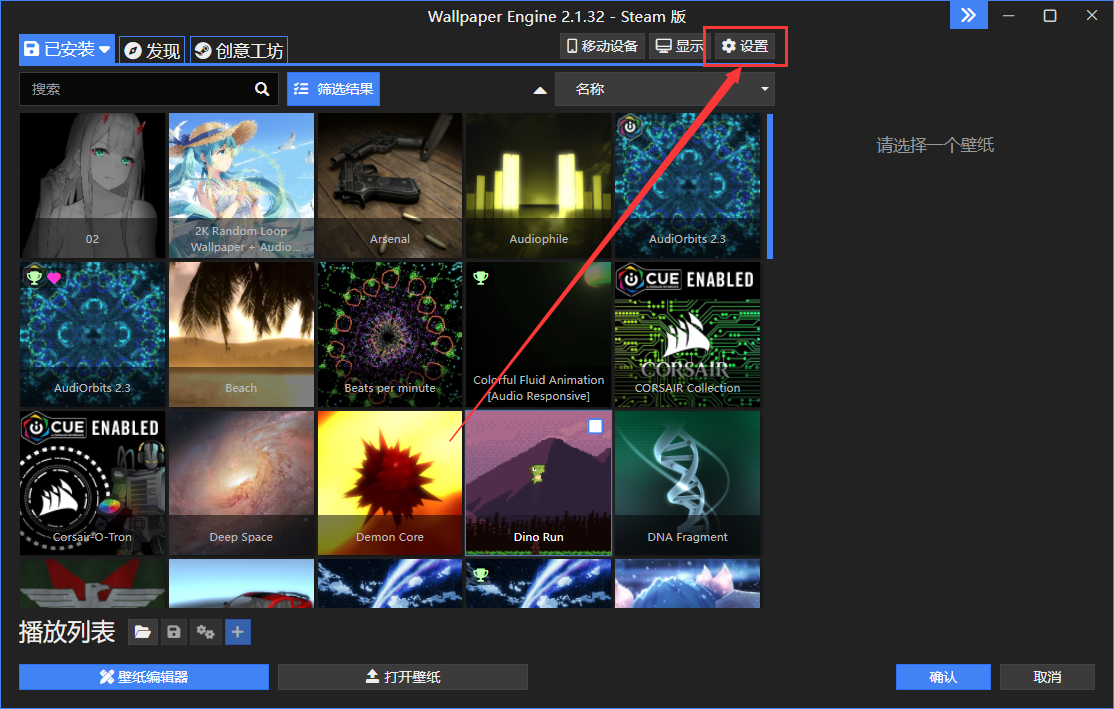 Wallpaper Engine 2.1.32 - Steam 版
已安装
发现
创意工坊
移动设备
显示
设置
搜索
筛选结果
名称
请选择一个壁纸
02
2K Random Loop
Wallpaper + Audio...
Arsenal
Audiophile
AudiOrbits 2.3
AudiOrbits 2.3
Beach
Beats per minute
Colorful Fluid Animation
[Audio Responsive]
CUE ENABLED
CORSAIR
CORSAIR Collection
CUE ENABLED
Corsair-O-Tron
Deep Space
Demon Core
Dino Run
DNA Fragment
播放列表
壁纸编辑器
打开壁纸
确认
取消